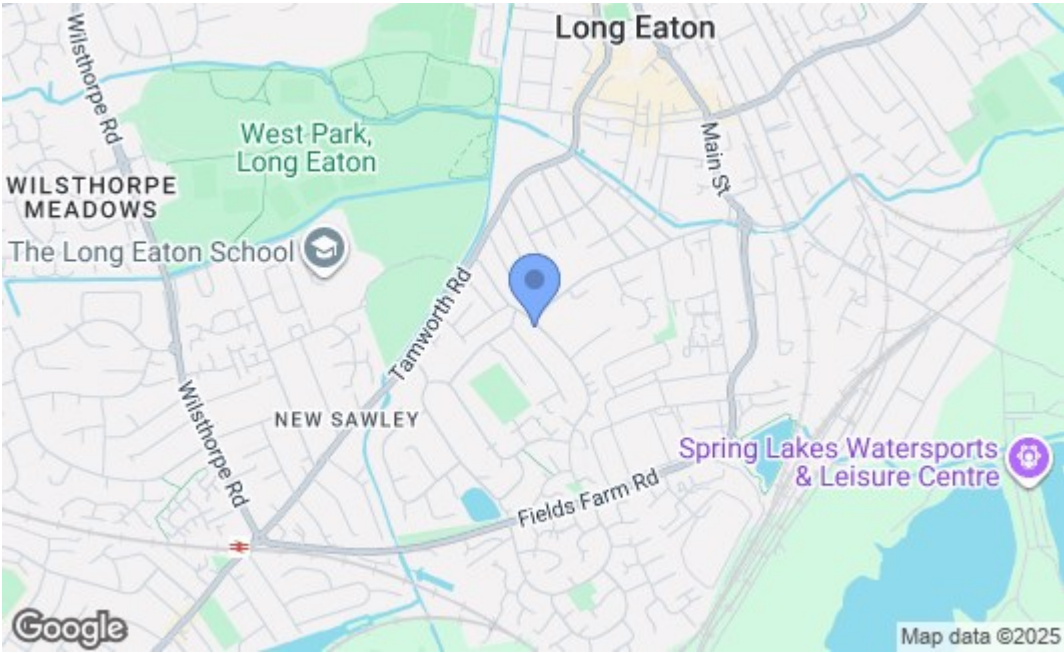 Long Eaton
Wilsthorpe Rd
West Park,
Long Eaton
Main St
WILSTHORPE
MEADOWS
The Long Eaton School
Tamworth Rd
NEW SAWLEY
Wilsthorpe Rd
Spring Lakes Watersports
& Leisure Centre
Fields Farm Rd
Google
Map data ©2025